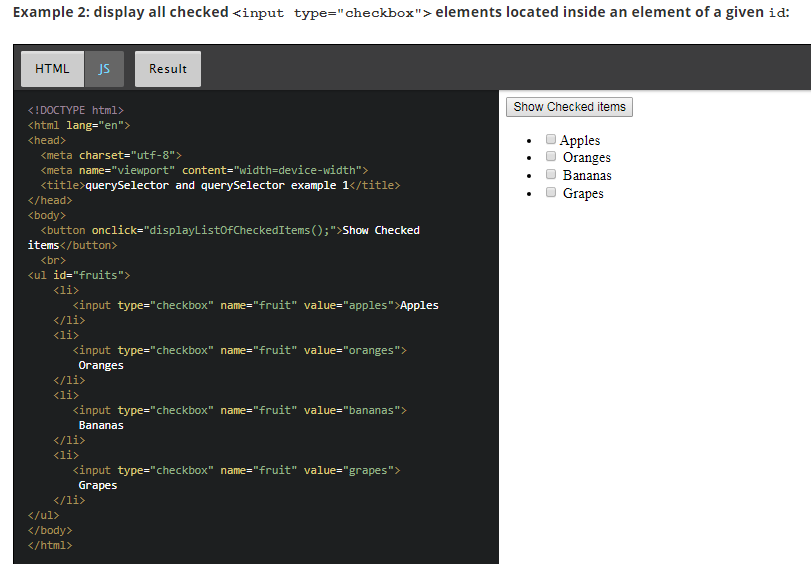 Example 2: display all checked <input type="checkbox"> elements located inside an element of a given id:
HTML JS Result
<!DOCTYPE html>
<html lang="en">
<head>
  <meta charset="utf-8">
  <meta name="viewport" content="width=device-width">
  <title>querySelector and querySelector example 1</title>
</head>
<body>
  <button onclick="displayListOfCheckedItems();">Show Checked
items</button>
  <br>
<ul id="fruits">
    <li>
       <input type="checkbox" name="fruit" value="apples">Apples
    </li>
    <li>
       <input type="checkbox" name="fruit" value="oranges">
        Oranges
    </li>
    <li>
       <input type="checkbox" name="fruit" value="bananas">
        Bananas
    </li>
    <li>
       <input type="checkbox" name="fruit" value="grapes">
        Grapes
    </li>
</ul>
</body>
</html>
Show Checked items
Apples
Oranges
Bananas
Grapes